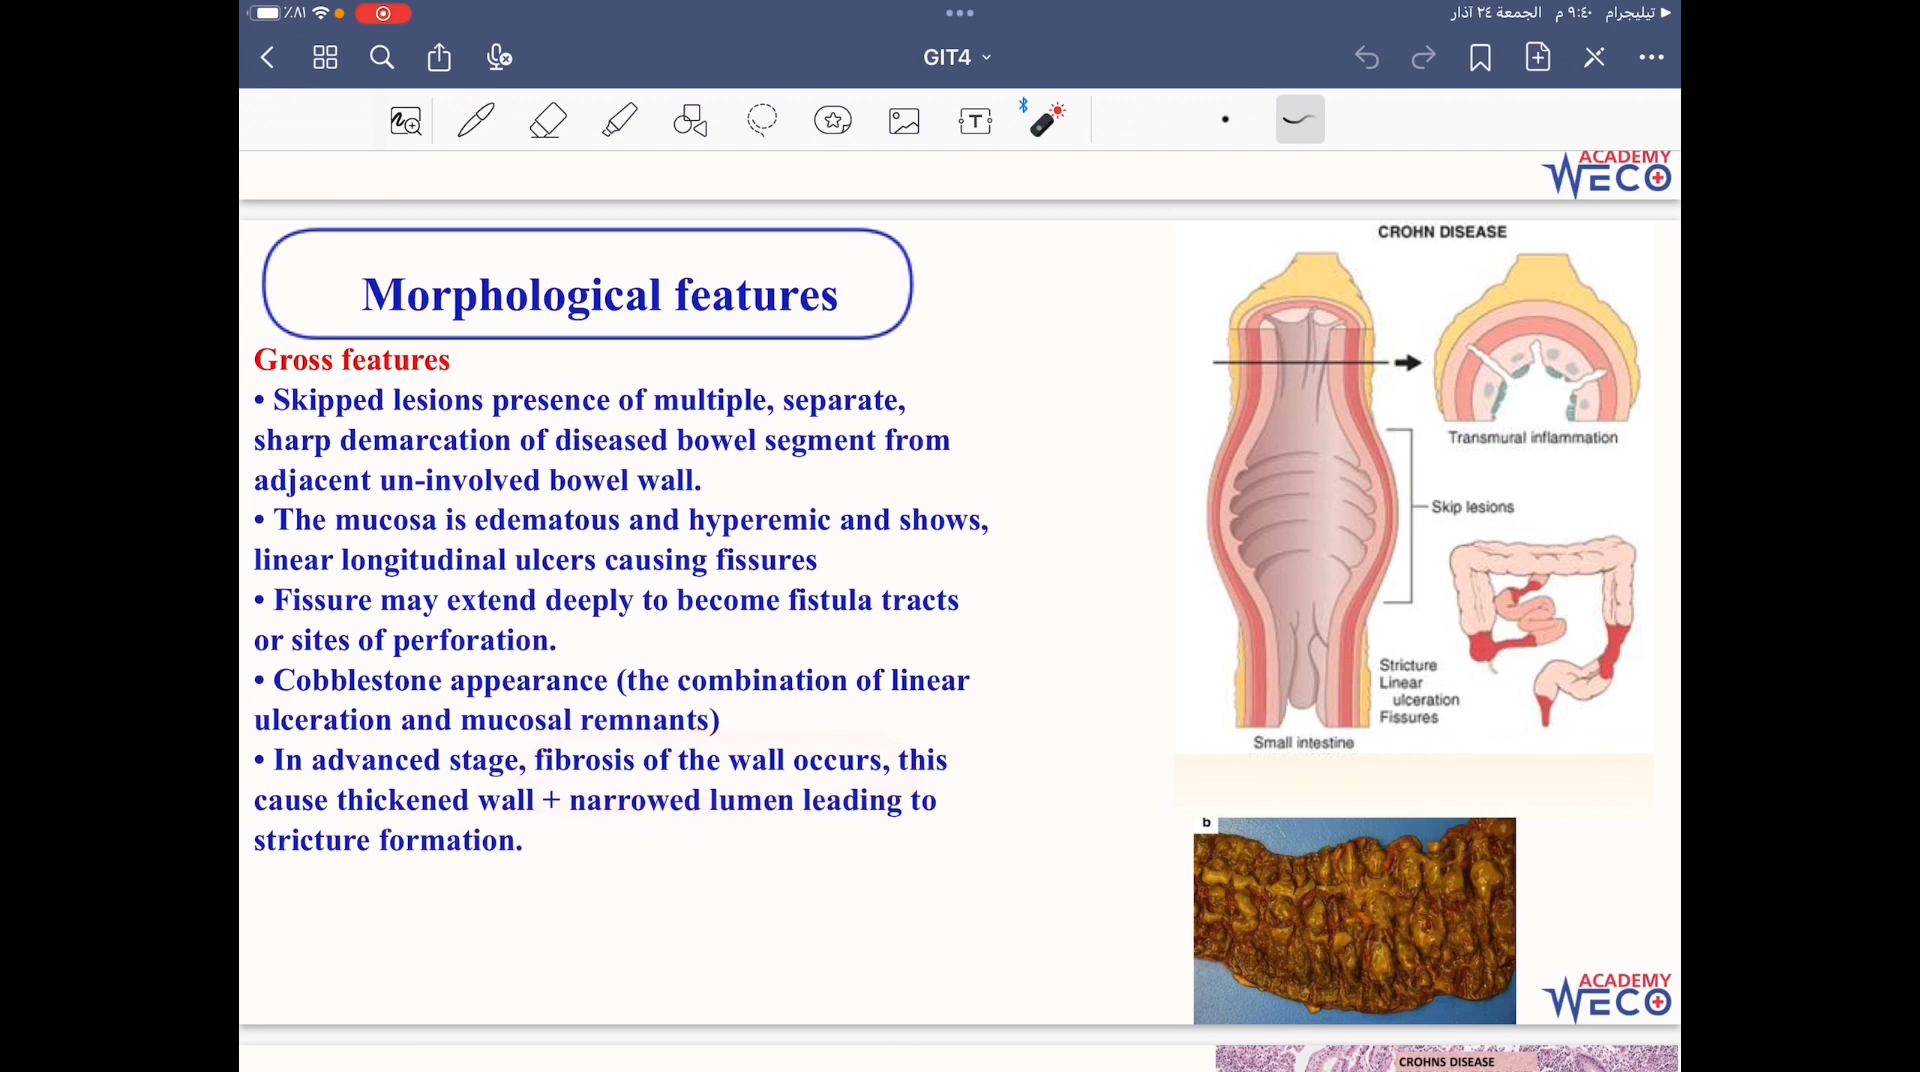 ٪٨١
◀ تيليجرام ٩:٤٠ م الجمعة ٢٤ آذار
GIT4
T
ACADEMY
WECO
Morphological features
Gross features
• Skipped lesions presence of multiple, separate,
sharp demarcation of diseased bowel segment from
adjacent un-involved bowel wall.
• The mucosa is edematous and hyperemic and shows,
linear longitudinal ulcers causing fissures
• Fissure may extend deeply to become fistula tracts
or sites of perforation.
• Cobblestone appearance (the combination of linear
ulceration and mucosal remnants)
• In advanced stage, fibrosis of the wall occurs, this
cause thickened wall + narrowed lumen leading to
stricture formation.
CROHN DISEASE
Transmural inflammation
Skip lesions
Stricture
Linear
ulceration
Fissures
Small intestine
b
ACADEMY
WECO
CROHNS DISEASE